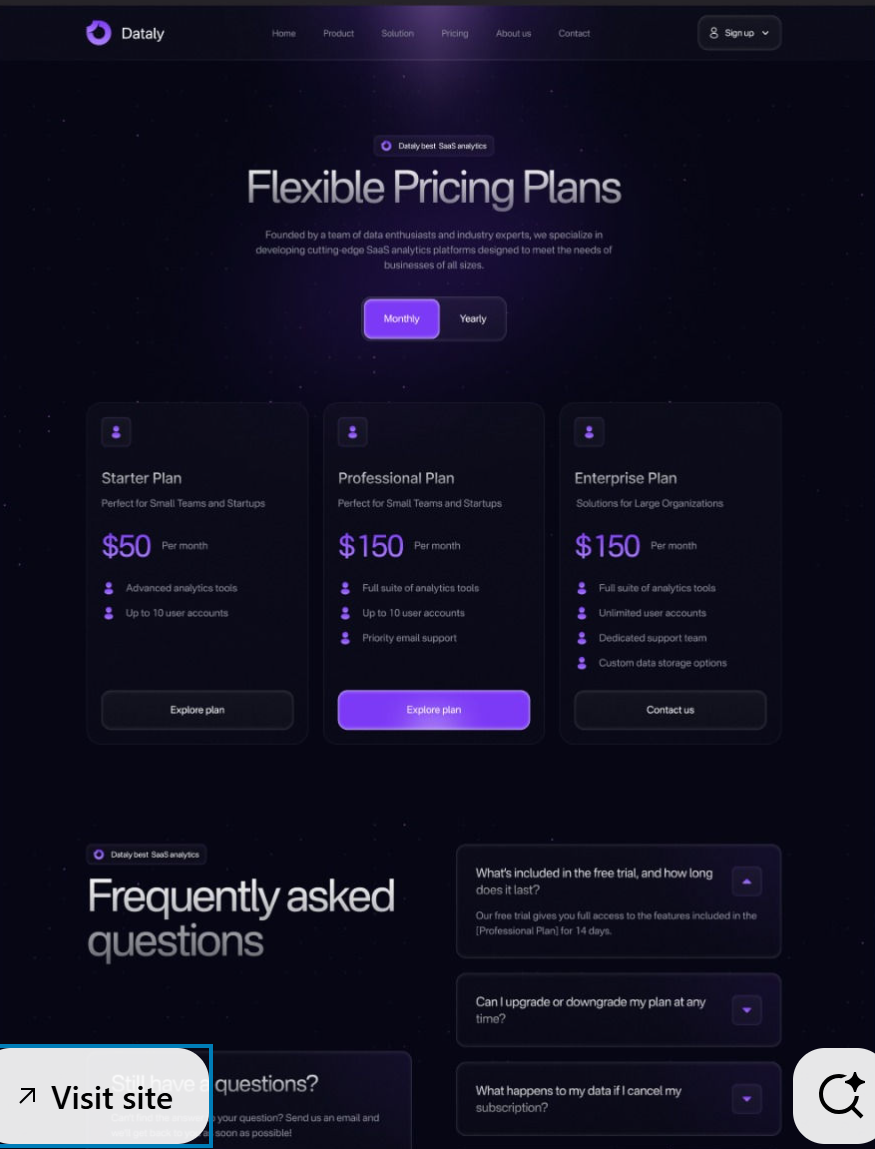 Dataly
Home
Product
Solution
Pricing
About us
Contact
Sign up
Dataly best SaaS analytics
Flexible Pricing Plans
Founded by a team of data enthusiasts and industry experts, we specialize in
developing cutting-edge SaaS analytics platforms designed to meet the needs of
businesses of all sizes.
Monthly
Yearly
Starter Plan
Perfect for Small Teams and Startups
$50 Per month
Advanced analytics tools
Up to 10 user accounts
Explore plan
Professional Plan
Perfect for Small Teams and Startups
$150 Per month
Full suite of analytics tools
Up to 10 user accounts
Priority email support
Explore plan
Enterprise Plan
Solutions for Large Organizations
$150 Per month
Full suite of analytics tools
Unlimited user accounts
Dedicated support team
Custom data storage options
Contact us
Dataly best SaaS analytics
Frequently asked
questions
What's included in the free trial, and how long
does it last?
Our free trial gives you full access to the features included in the
[Professional Plan] for 14 days.
Can I upgrade or downgrade my plan at any
time?
What happens to my data if I cancel my
subscription?
Still have a questions?
your question? Send us an email and
soon as possible!
Visit site